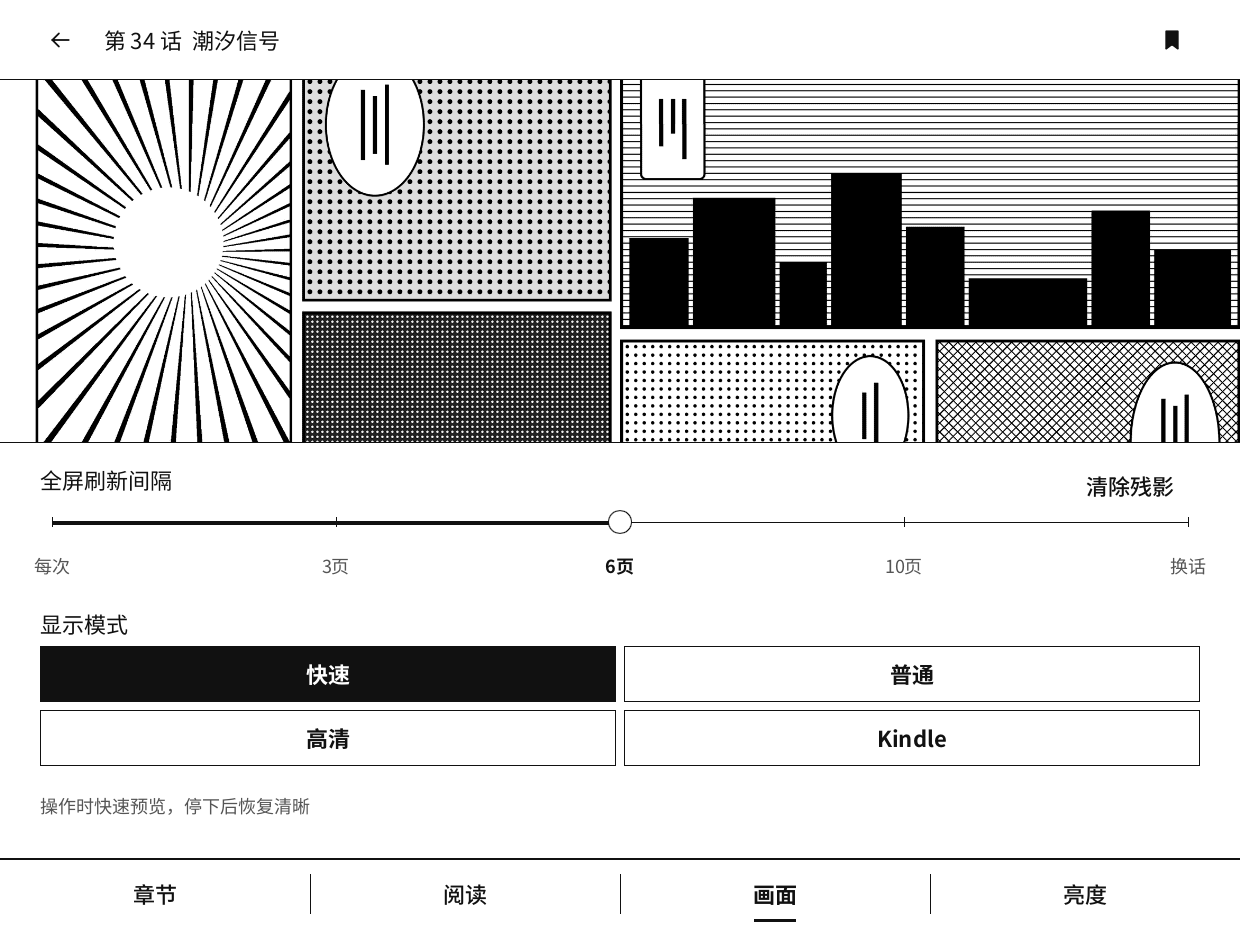 第34话 潮汐信号
全屏刷新间隔
清除残影
每次
3页
6页
10页
换话
显示模式
快速
普通
高清
Kindle
操作时快速预览，停下后恢复清晰
章节
阅读
画面
亮度